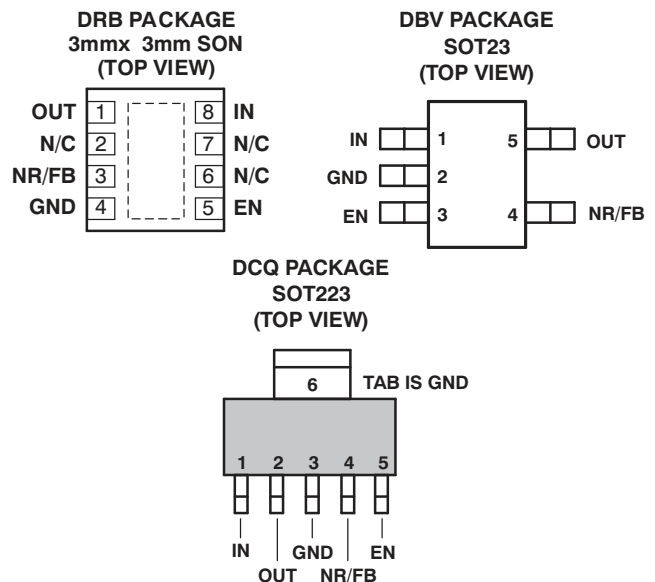 DRB PACKAGE
3mmx 3mm SON
(TOP VIEW)
OUT 1 8 IN
N/C 2 7 N/C
NR/FB 3 6 N/C
GND 4 5 EN
DBV PACKAGE
SOT23
(TOP VIEW)
IN 1 5 OUT
GND 2
EN 3 4 NR/FB
DCQ PACKAGE
SOT223
(TOP VIEW)
6 TAB IS GND
1 2 3 4 5
IN GND EN
OUT NR/FB